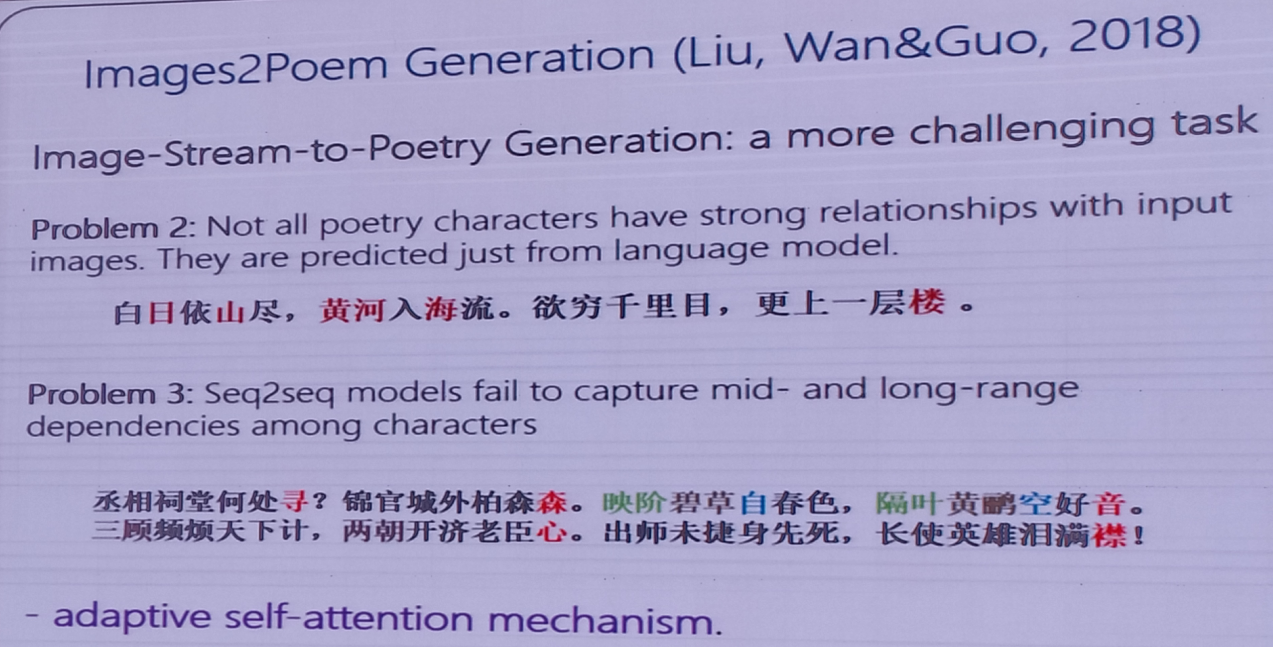 Images2Poem Generation (Liu, Wan&Guo, 2018)
Image-Stream-to-Poetry Generation: a more challenging task
Problem 2: Not all poetry characters have strong relationships with input
images. They are predicted just from language model.
白日依山尽，黄河入海流。欲穷千里目，更上一层楼 。
Problem 3: Seq2seq models fail to capture mid- and long-range
dependencies among characters
丞相祠堂何处寻？锦官城外柏森森。映阶碧草自春色，隔叶黄鹂空好音。
三顾频烦天下计，两朝开济老臣心。出师未捷身先死，长使英雄泪满襟！
- adaptive self-attention mechanism.